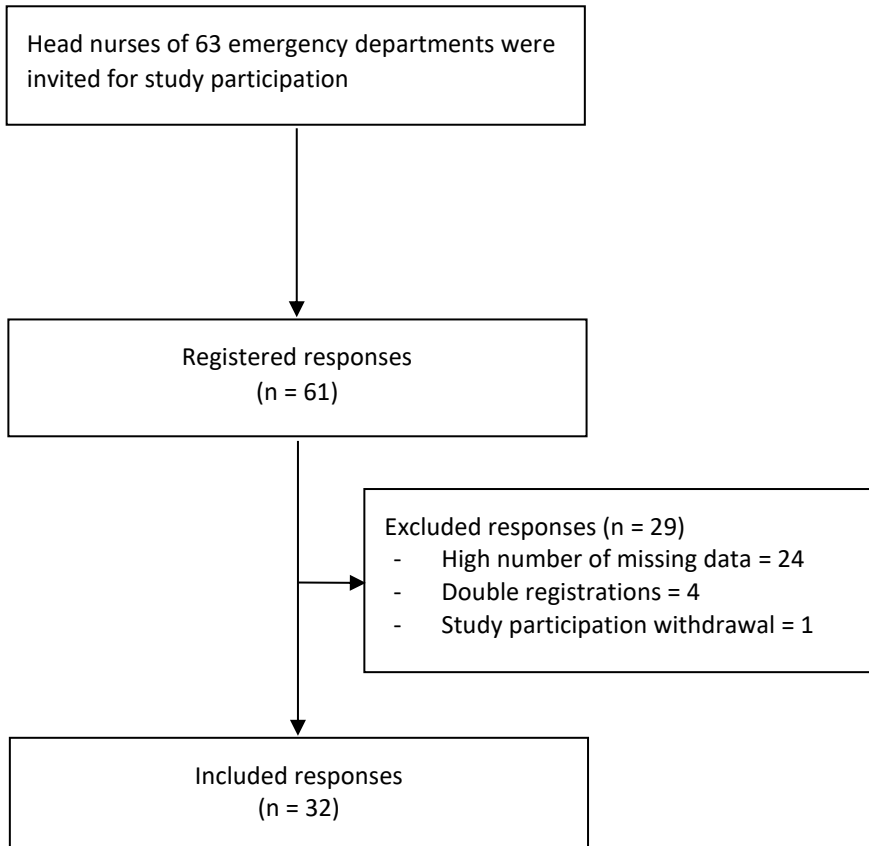 Head nurses of 63 emergency departments were
invited for study participation
Registered responses
(n = 61)
Excluded responses (n = 29)
- High number of missing data = 24
- Double registrations = 4
- Study participation withdrawal = 1
Included responses
(n = 32)